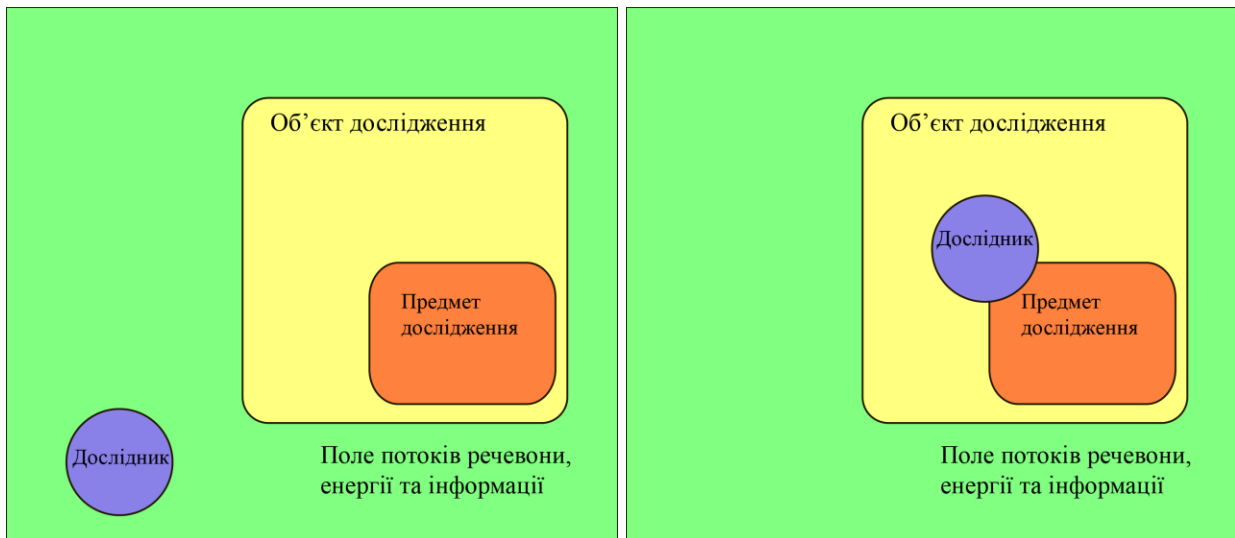 Об’єкт дослідження
Предмет
дослідження
Дослідник
Поле потоків речевони,
енергії та інформації
Об’єкт дослідження
Дослідник
Предмет
дослідження
Поле потоків речевони,
енергії та інформації